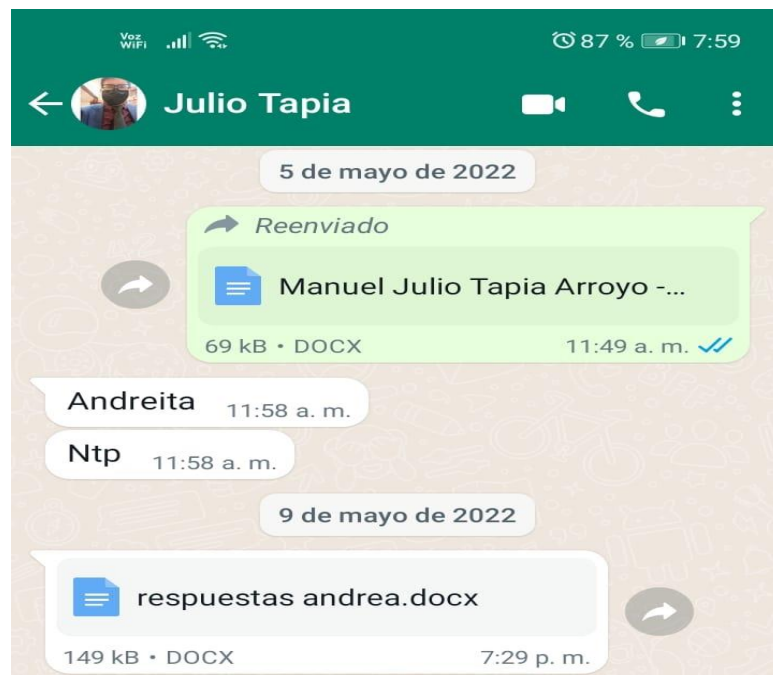 Voz
WiFi
87 % 7:59
Julio Tapia
5 de mayo de 2022
Reenviado
Manuel Julio Tapia Arroyo -...
69 kB • DOCX 11:49 a. m.
Andreita 11:58 a. m.
Ntp 11:58 a. m.
9 de mayo de 2022
respuestas andrea.docx
149 kB • DOCX 7:29 p. m.